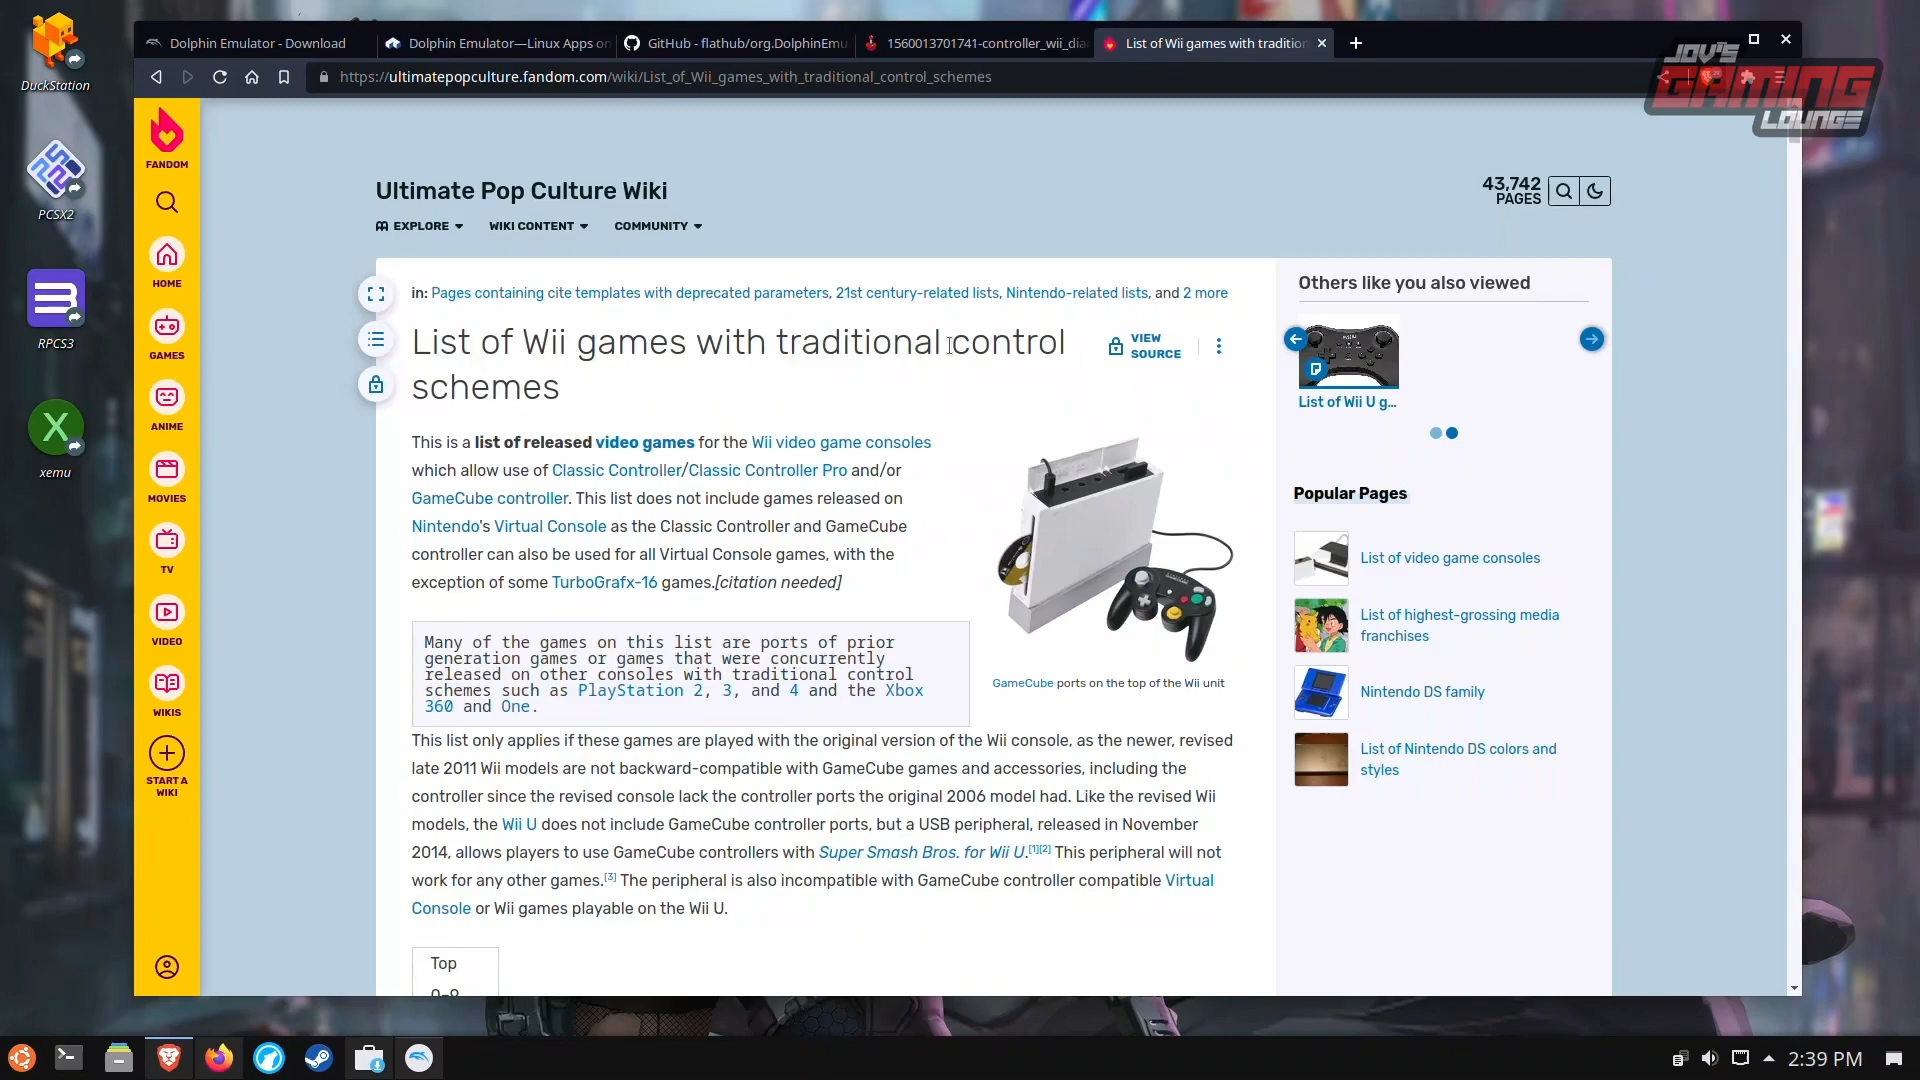 Dolphin Emulator - Download
Dolphin Emulator—Linux Apps on
GitHub - flathub/org.DolphinEmu
1560013701741-controller_wii_dia
List of Wii games with tradition
https://ultimatepopculture.fandom.com/wiki/List_of_Wii_games_with_traditional_control_schemes
JOV'S
GAMING
LOUNGE
DuckStation
PCSX2
RPCS3
xemu
FANDOM
HOME
GAMES
ANIME
MOVIES
TV
VIDEO
WIKIS
START A
WIKI
Ultimate Pop Culture Wiki
43,742
PAGES
EXPLORE
WIKI CONTENT
COMMUNITY
in: Pages containing cite templates with deprecated parameters, 21st century-related lists, Nintendo-related lists, and 2 more
List of Wii games with traditional control
schemes
VIEW
SOURCE
This is a list of released video games for the Wii video game consoles
which allow use of Classic Controller/Classic Controller Pro and/or
GameCube controller. This list does not include games released on
Nintendo's Virtual Console as the Classic Controller and GameCube
controller can also be used for all Virtual Console games, with the
exception of some TurboGrafx-16 games.[citation needed]
GameCube ports on the top of the Wii unit
Many of the games on this list are ports of prior
generation games or games that were concurrently
released on other consoles with traditional control
schemes such as PlayStation 2, 3, and 4 and the Xbox
360 and One.
This list only applies if these games are played with the original version of the Wii console, as the newer, revised
late 2011 Wii models are not backward-compatible with GameCube games and accessories, including the
controller since the revised console lack the controller ports the original 2006 model had. Like the revised Wii
models, the Wii U does not include GameCube controller ports, but a USB peripheral, released in November
2014, allows players to use GameCube controllers with Super Smash Bros. for Wii U.[1][2] This peripheral will not
work for any other games.[3] The peripheral is also incompatible with GameCube controller compatible Virtual
Console or Wii games playable on the Wii U.
Top
0–9
Others like you also viewed
List of Wii U g...
Popular Pages
List of video game consoles
List of highest-grossing media
franchises
Nintendo DS family
List of Nintendo DS colors and
styles
2:39 PM